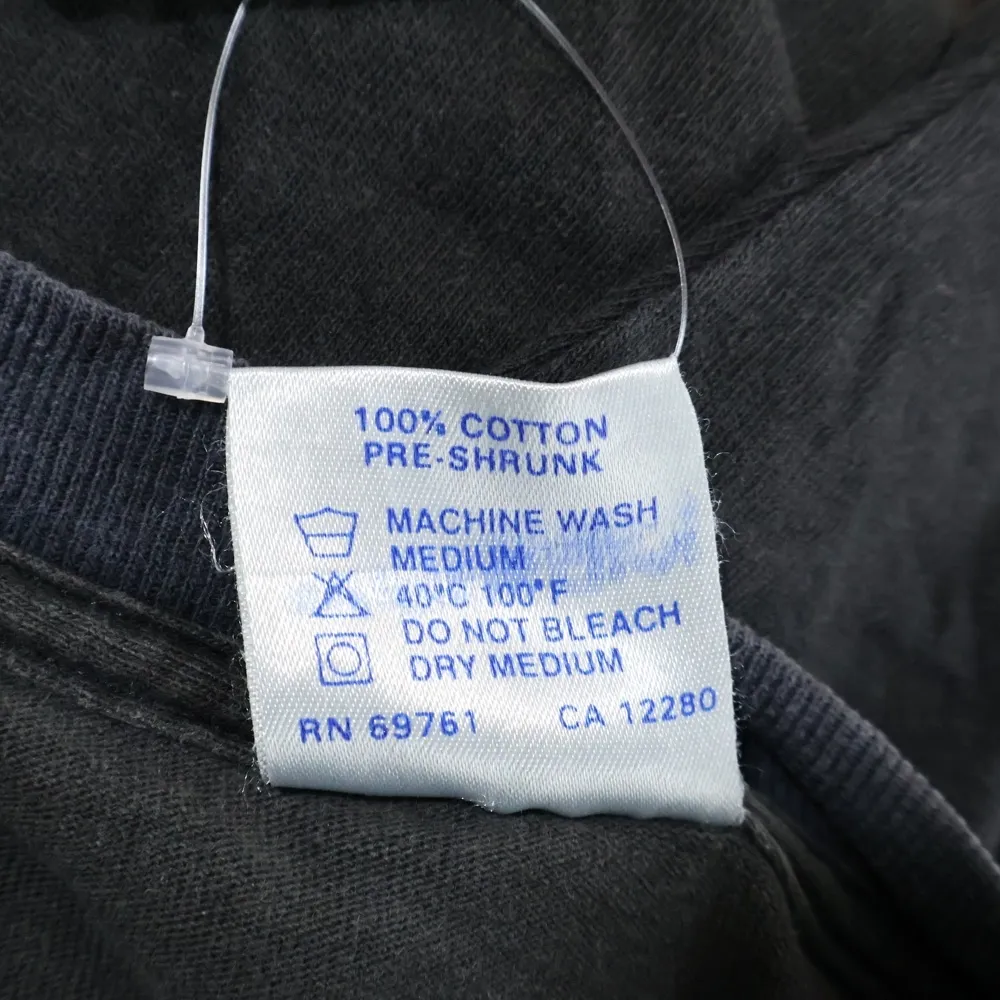 100% COTTON
PRE-SHRUNK
MACHINE WASH
MEDIUM
40°C 100°F
DO NOT BLEACH
DRY MEDIUM
RN 69761 CA 12280